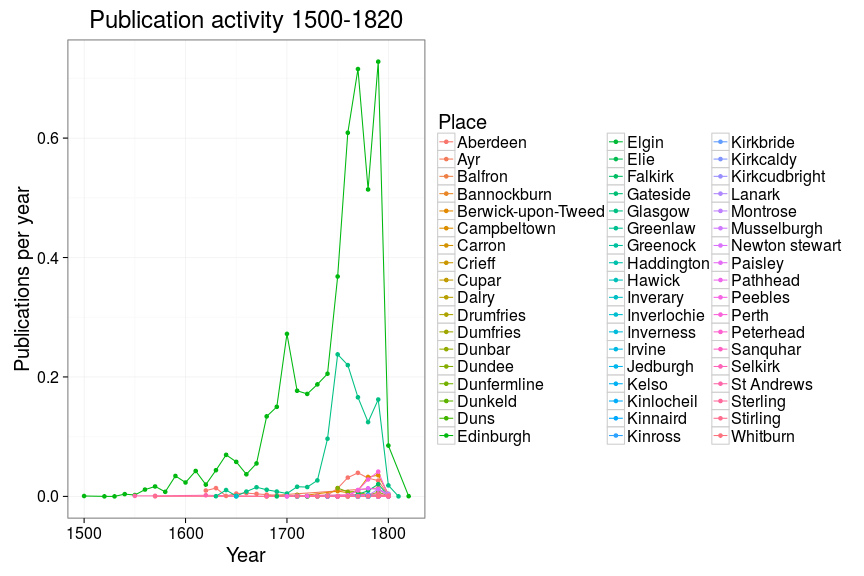 Publication activity 1500-1820
Publications per year
0.6
0.4
0.2
0.0
1500
1600
1700
1800
Year
Place
Aberdeen
Ayr
Balfron
Bannockburn
Berwick-upon-Tweed
Campbeltown
Carron
Crieff
Cupar
Dalry
Drumfries
Dumfries
Dunbar
Dundee
Dunfermline
Dunkeld
Duns
Edinburgh
Elgin
Elie
Falkirk
Gateside
Glasgow
Greenlaw
Greenock
Haddington
Hawick
Inverary
Inverlochie
Inverness
Irvine
Jedburgh
Kelso
Kinlocheil
Kinnaird
Kinross
Kirkbride
Kirkcaldy
Kirkcudbright
Lanark
Montrose
Musselburgh
Newton stewart
Paisley
Pathhead
Peebles
Perth
Peterhead
Sanquhar
Selkirk
St Andrews
Sterling
Stirling
Whitburn